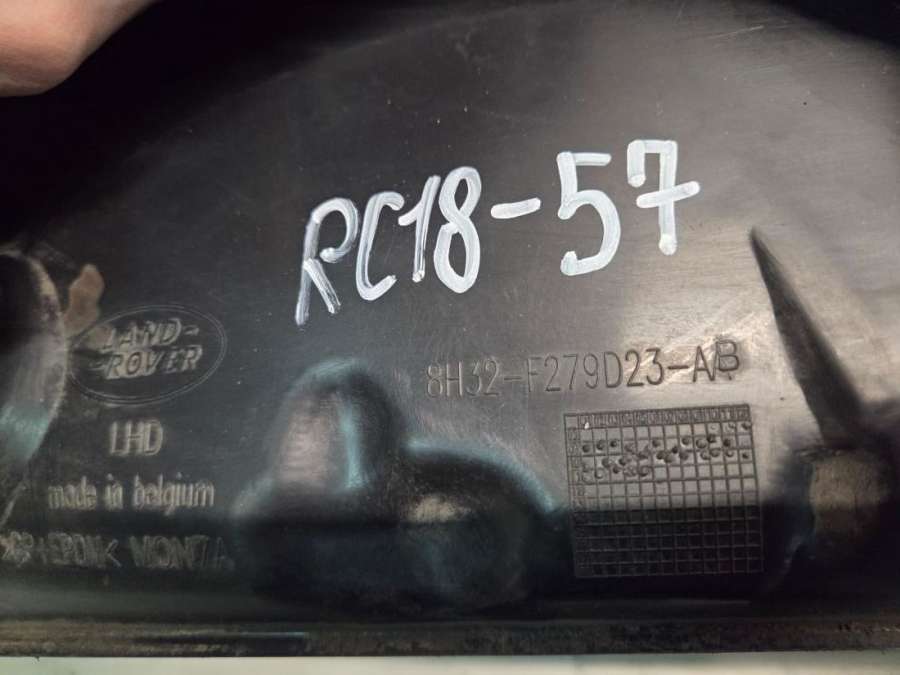 RC18-57
LAND-
ROVER
8H32-F279D23-AB
LHD
made in belgium